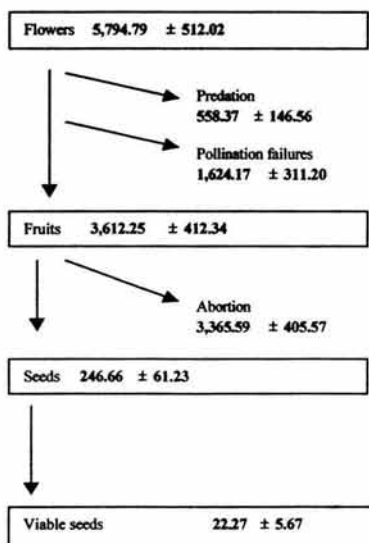 Flowers 5,794.79 ± 512.02
Predation
558.37 ± 146.56
Pollination failures
1,624.17 ± 311.20
Fruits 3,612.25 ± 412.34
Abortion
3,365.59 ± 405.57
Seeds 246.66 ± 61.23
Viable seeds 22.27 ± 5.67